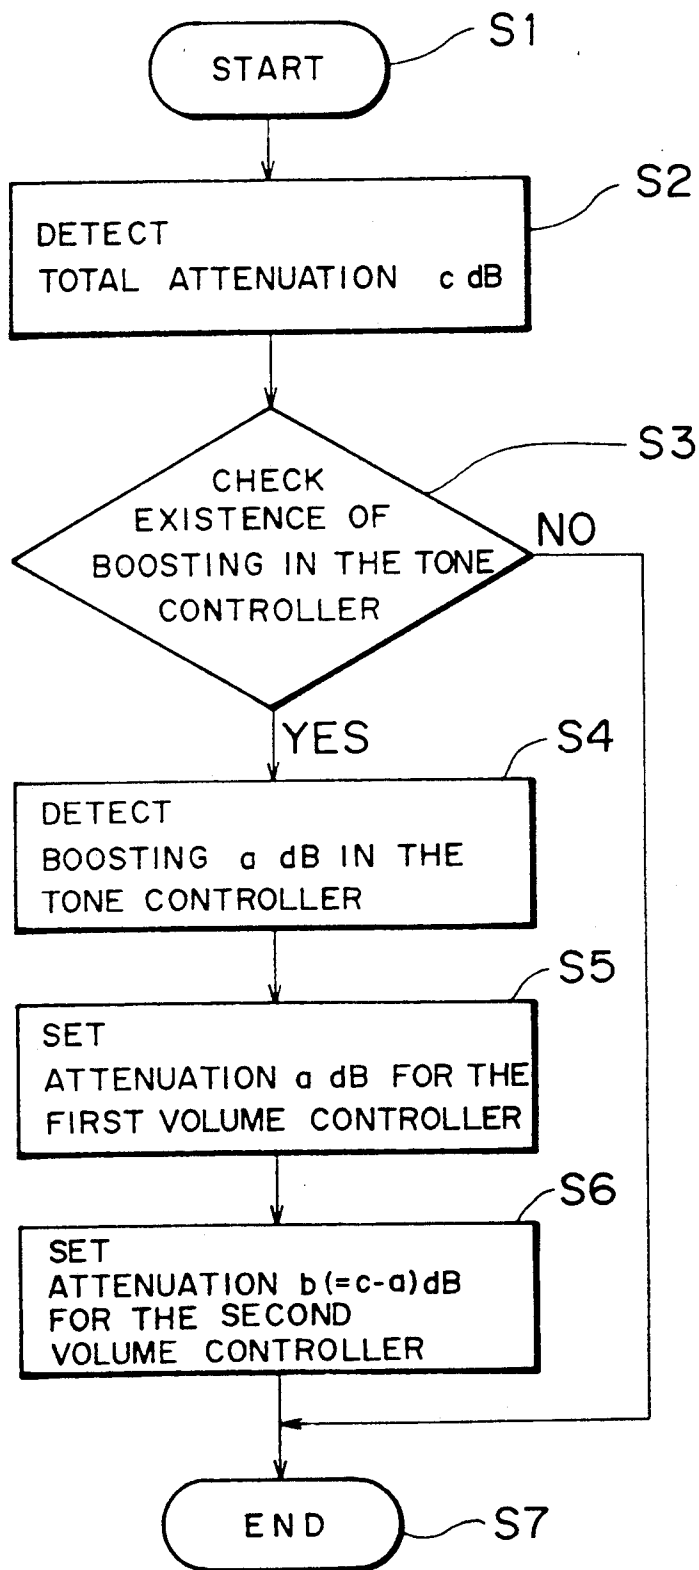 S1
START
S2
DETECT
TOTAL ATTENUATION c dB
S3
CHECK
EXISTENCE OF
BOOSTING IN THE TONE
CONTROLLER
NO
YES
S4
DETECT
BOOSTING a dB IN THE
TONE CONTROLLER
S5
SET
ATTENUATION a dB FOR THE
FIRST VOLUME CONTROLLER
S6
SET
ATTENUATION b(=c-a)dB
FOR THE SECOND
VOLUME CONTROLLER
END
S7